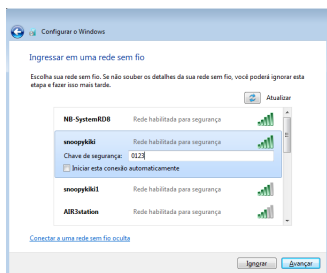 Configurar o Windows
Ingressar em uma rede sem fio
Escolha sua rede sem fio. Se não souber os detalhes da sua rede sem fio, você poderá ignorar esta
etapa e fazer isso mais tarde.
Atualizar
NB-SystemRD8 Rede habilitada para segurança
snoopykiki Rede habilitada para segurança
Chave de segurança: 0123
Iniciar esta conexão automaticamente
snoopykiki1 Rede habilitada para segurança
AIR3station Rede habilitada para segurança
Conectar a uma rede sem fio oculta
Ignorar Avançar